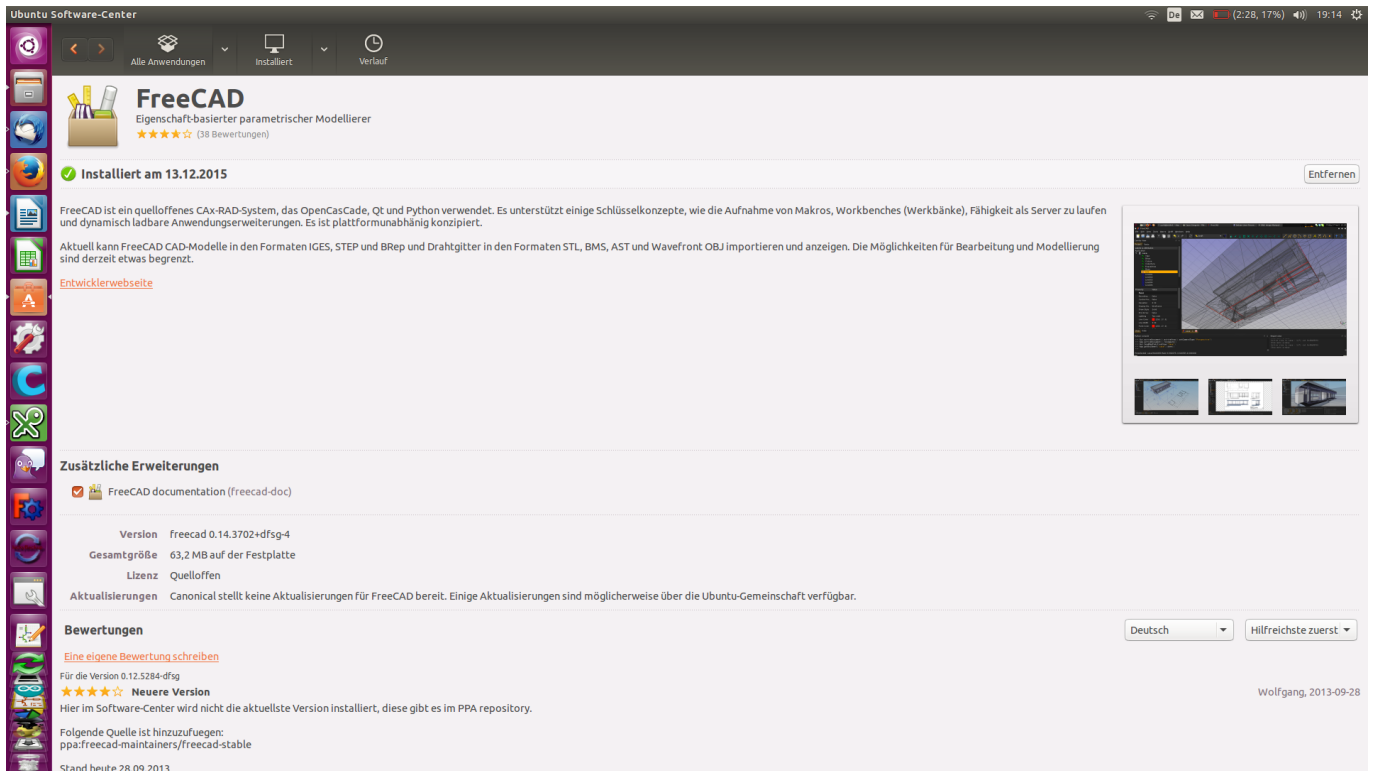 Ubuntu Software-Center
De
(2:28, 17%)
19:14
Alle Anwendungen
Installiert
Verlauf
FreeCAD
Eigenschaft-basierter parametrischer Modellierer
(38 Bewertungen)
Installiert am 13.12.2015
Entfernen
FreeCAD ist ein quelloffenes CAx-RAD-System, das OpenCasCade, Qt und Python verwendet. Es unterstützt einige Schlüsselkonzepte, wie die Aufnahme von Makros, Workbenches (Werkbänke), Fähigkeit als Server zu laufen
und dynamisch ladbare Anwendungserweiterungen. Es ist plattformunabhänig konzipiert.
Aktuell kann FreeCAD CAD-Modelle in den Formaten IGES, STEP und BRep und Drahtgitter in den Formaten STL, BMS, AST und Wavefront OBJ importieren und anzeigen. Die Möglichkeiten für Bearbeitung und Modellierung
sind derzeit etwas begrenzt.
Entwicklerwebseite
Zusätzliche Erweiterungen
FreeCAD documentation (freecad-doc)
Version freecad 0.14.3702+dfsg-4
Gesamtgröße 63,2 MB auf der Festplatte
Lizenz Quelloffen
Aktualisierungen Canonical stellt keine Aktualisierungen für FreeCAD bereit. Einige Aktualisierungen sind möglicherweise über die Ubuntu-Gemeinschaft verfügbar.
Bewertungen
Deutsch
Hilfreichste zuerst
Eine eigene Bewertung schreiben
Für die Version 0.12.5284-dfsg
Neuere Version
Wolfgang, 2013-09-28
Hier im Software-Center wird nicht die aktuellste Version installiert, diese gibt es im PPA repository.
Folgende Quelle ist hinzuzufuegen:
ppa:freecad-maintainers/freecad-stable
Stand heute 28.09.2013